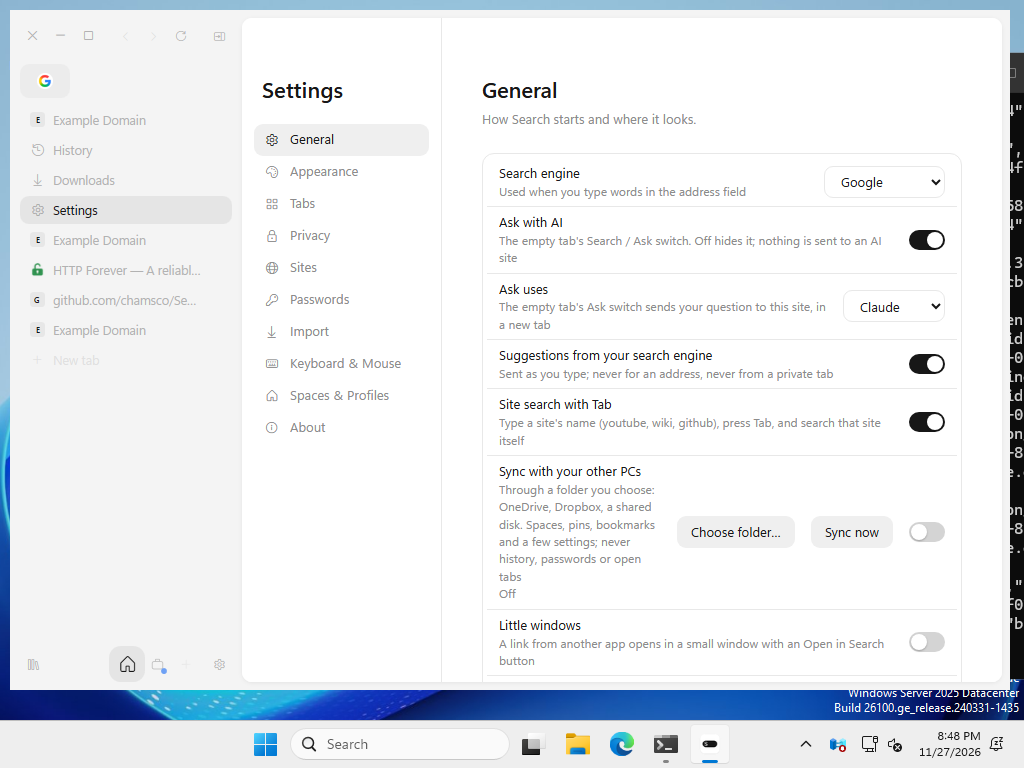 Example Domain
History
Downloads
Settings
Example Domain
HTTP Forever — A reliabl...
github.com/chamsco/Se...
Example Domain
New tab
Settings
General
Appearance
Tabs
Privacy
Sites
Passwords
Import
Keyboard & Mouse
Spaces & Profiles
About
General
How Search starts and where it looks.
Search engine
Used when you type words in the address field
Google
Ask with AI
The empty tab's Search / Ask switch. Off hides it; nothing is sent to an AI
site
Ask uses
The empty tab's Ask switch sends your question to this site, in
a new tab
Claude
Suggestions from your search engine
Sent as you type; never for an address, never from a private tab
Site search with Tab
Type a site's name (youtube, wiki, github), press Tab, and search that site
itself
Sync with your other PCs
Through a folder you choose:
OneDrive, Dropbox, a shared
disk. Spaces, pins, bookmarks
and a few settings; never
history, passwords or open
tabs
Off
Choose folder...
Sync now
Little windows
A link from another app opens in a small window with an Open in Search
button
Windows Server 2025 Datacenter
Build 26100.ge_release.240331-1435
Search
8:48 PM
11/27/2026